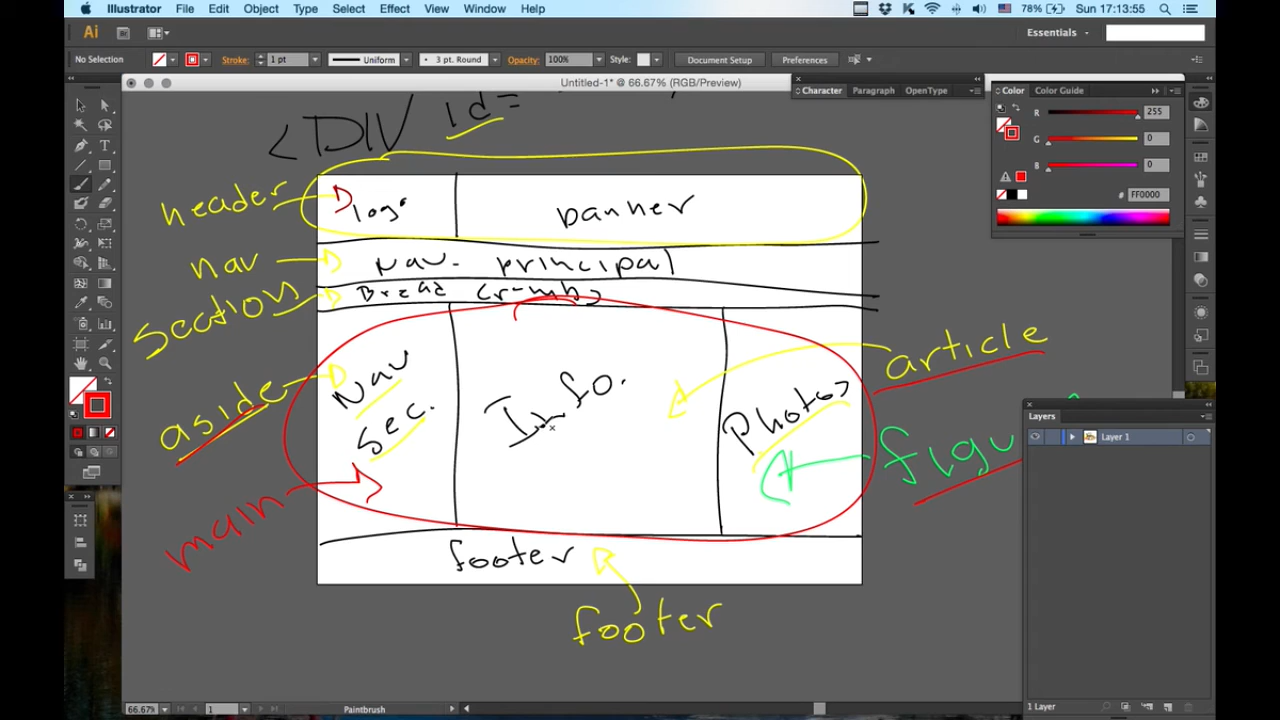 Illustrator File Edit Object Type Select Effect View Window Help
78% Sun 17:13:55
Ai
Essentials
No Selection
Stroke: 1 pt
Uniform
3 pt. Round
Opacity: 100%
Style:
Document Setup
Preferences
Untitled-1* @ 66.67% (RGB/Preview)
Character Paragraph OpenType
Color Color Guide
R 255
G 0
B 0
# FF0000
<DIV id=
header
logo
banner
nav
Nav. principal
section
Bread Crumbs
aside
Nav
Sec.
Info.
Photos
article
figu
main
footer
footer
Layers
Layer 1
1 Layer
66.67%
1
Paintbrush